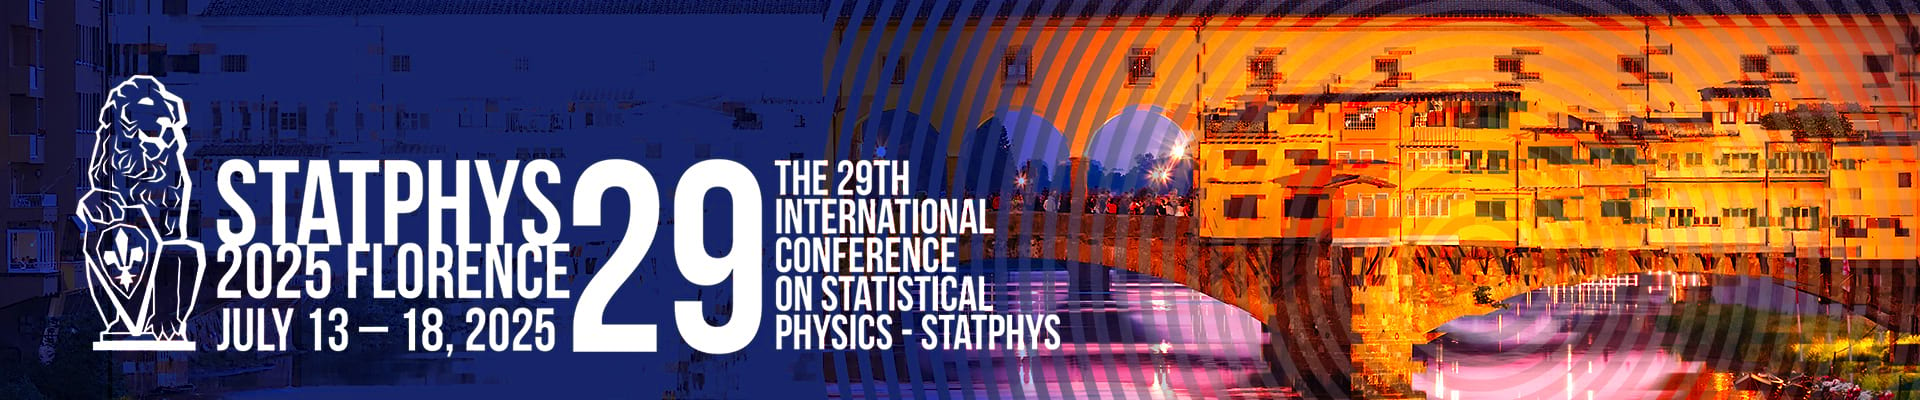 STATPHYS
2025 FLORENCE
JULY 13 – 18, 2025
29
THE 29TH
INTERNATIONAL
CONFERENCE
ON STATISTICAL
PHYSICS - STATPHYS